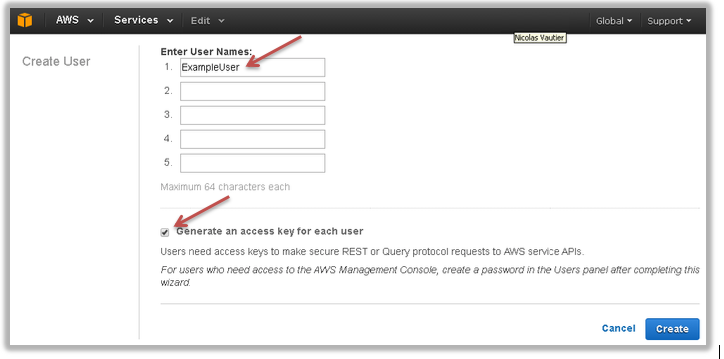 AWS Services Edit Global Support
Nicolas Vautier
Create User
Enter User Names:
1. ExampleUser
2.
3.
4.
5.
Maximum 64 characters each
Generate an access key for each user
Users need access keys to make secure REST or Query protocol requests to AWS service APIs.
For users who need access to the AWS Management Console, create a password in the Users panel after completing this
wizard.
Cancel Create